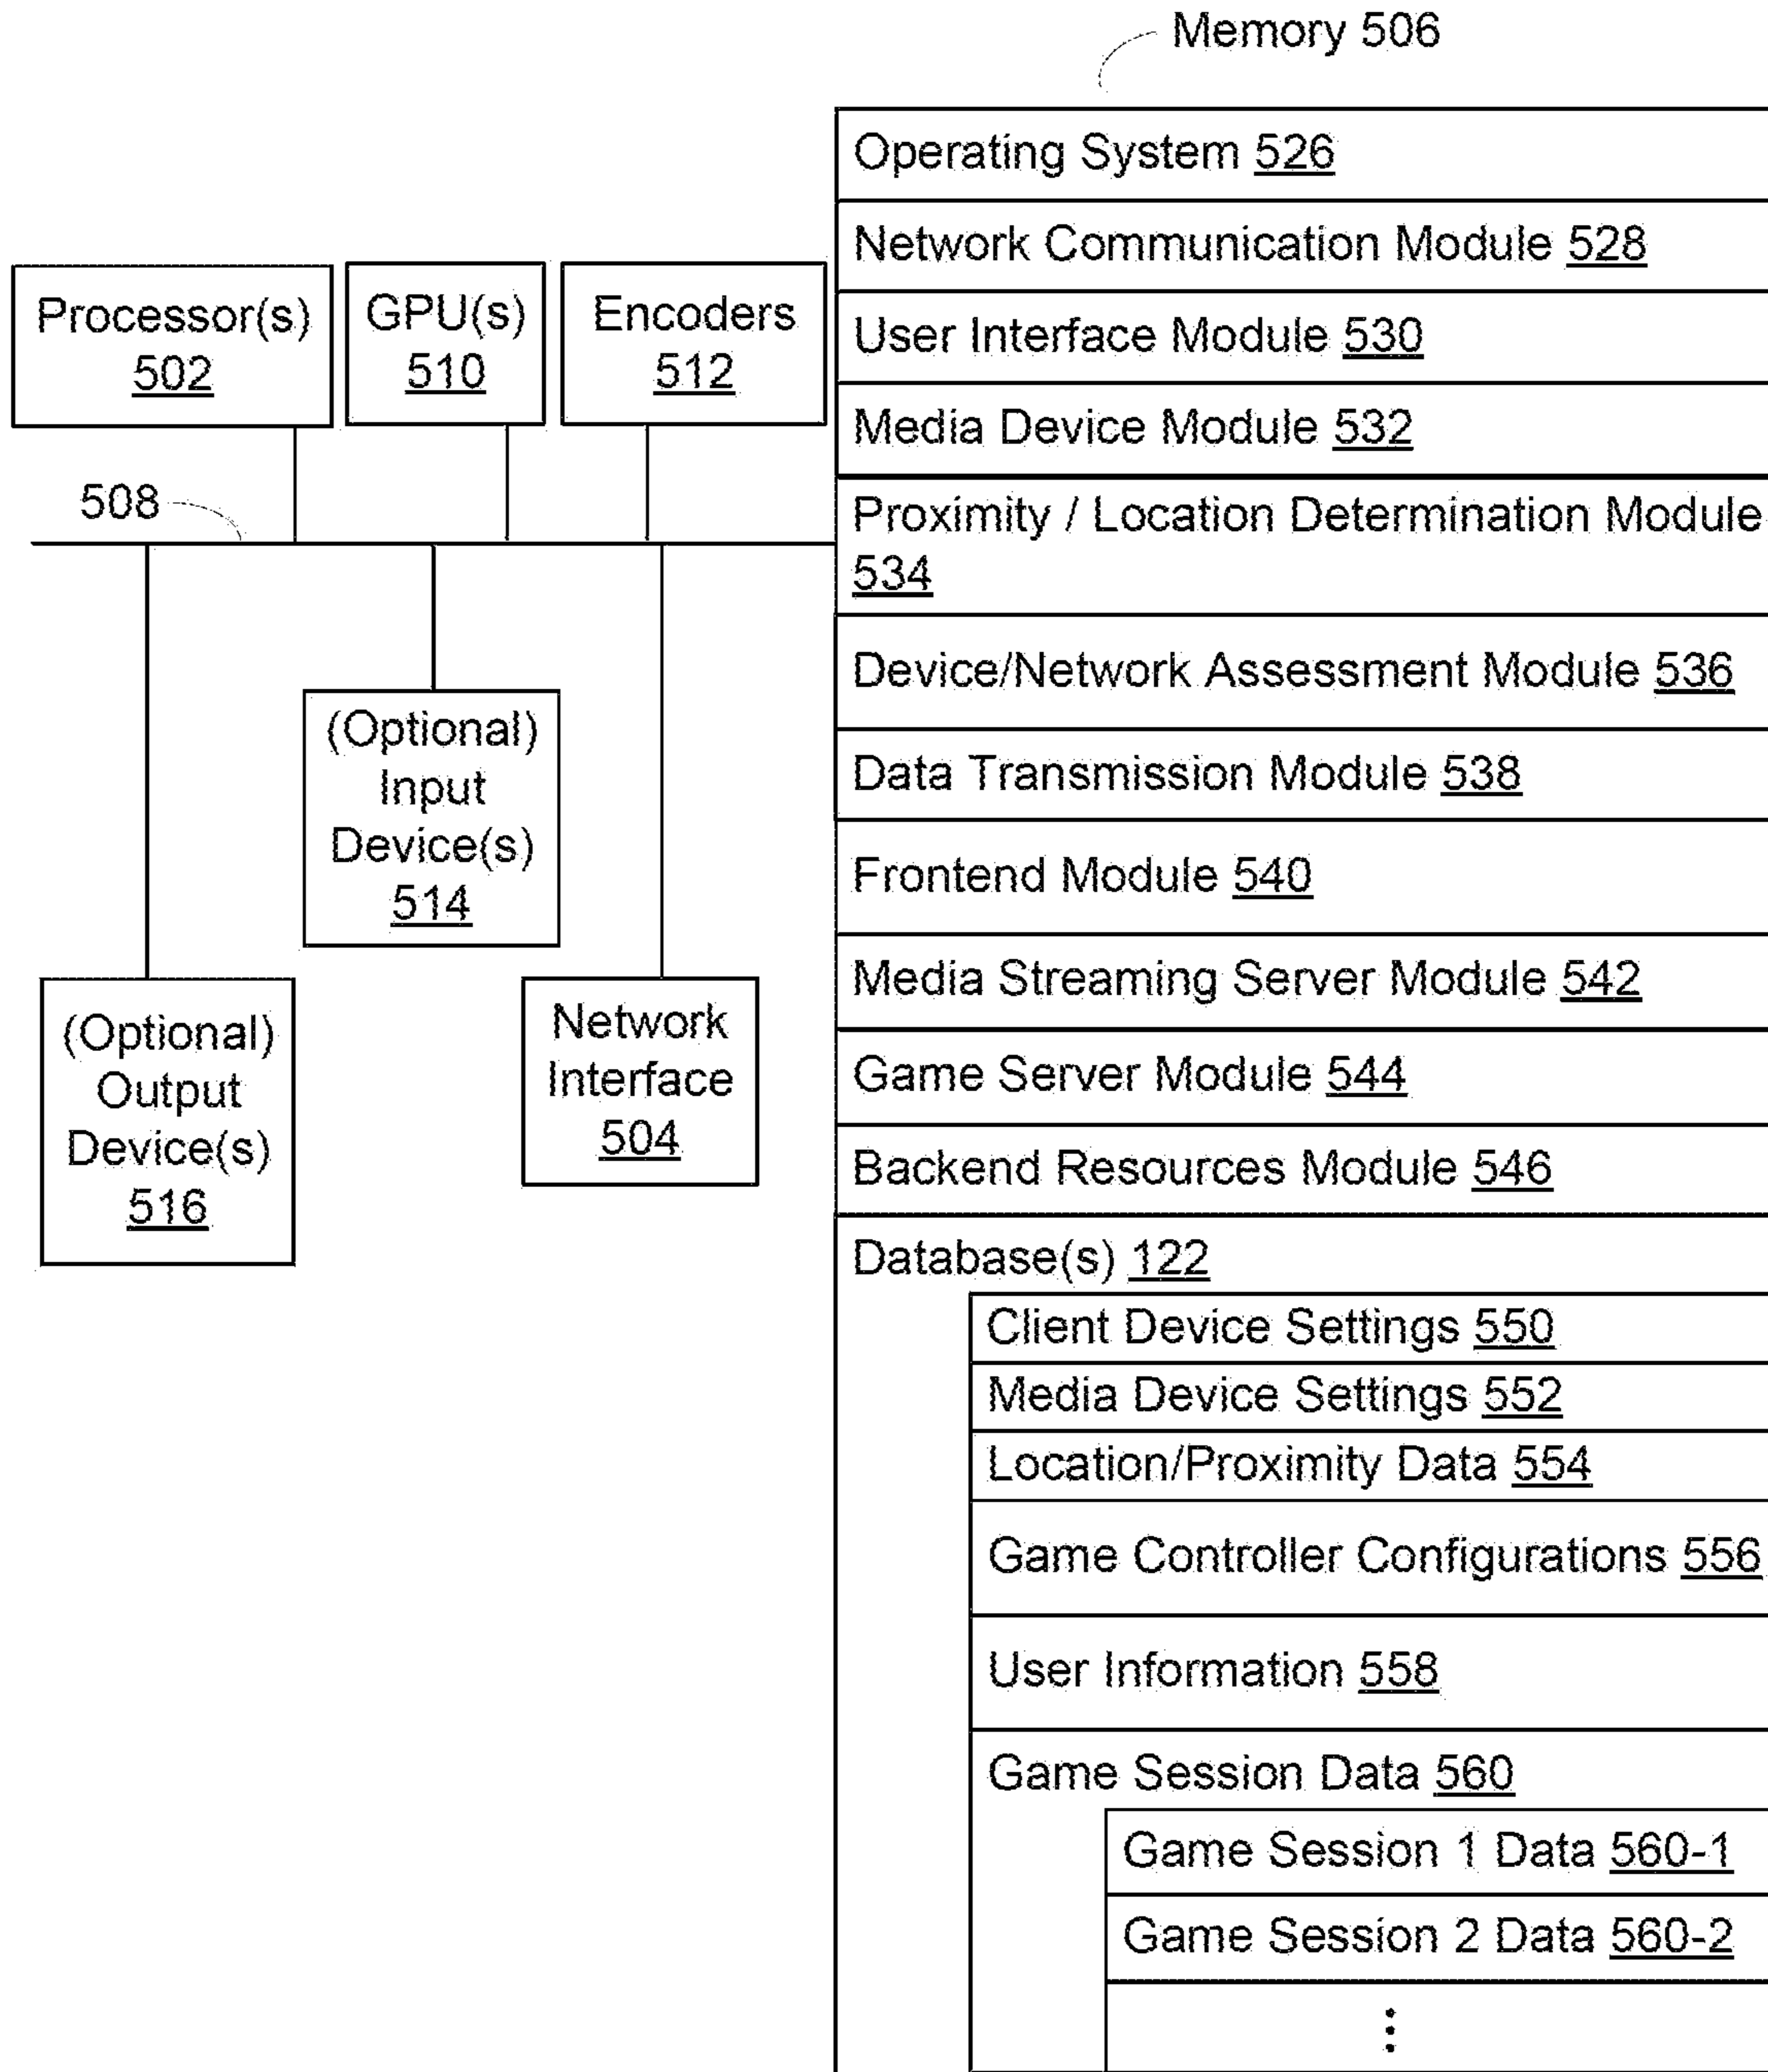 Memory 506
Operating System 526
Network Communication Module 528
User Interface Module 530
Media Device Module 532
Proximity / Location Determination Module
534
Device/Network Assessment Module 536
Data Transmission Module 538
Frontend Module 540
Media Streaming Server Module 542
Game Server Module 544
Backend Resources Module 546
Database(s) 122
Client Device Settings 550
Media Device Settings 552
Location/Proximity Data 554
Game Controller Configurations 556
User Information 558
Game Session Data 560
Game Session 1 Data 560-1
Game Session 2 Data 560-2
⋮
Processor(s)
502
GPU(s)
510
Encoders
512
508
(Optional)
Input
Device(s)
514
(Optional)
Output
Device(s)
516
Network
Interface
504